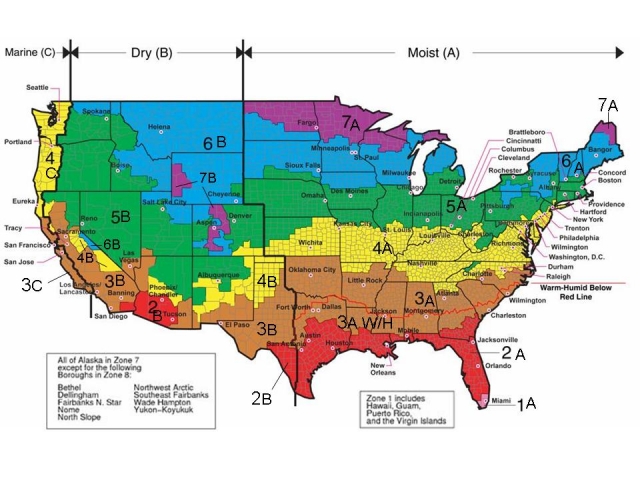 Marine (C)
Dry (B)
Moist (A)
Seattle
Portland
4
C
Eureka
Tracy
San Francisco
San Jose
3C
Spokane
Helena
6B
Boise
7B
Salt Lake City
Cheyenne
Reno
5B
Aspen
Denver
Sacramento
6B
4B
Las
Vegas
Los Angeles/
Lancaster
3B
Banning
San Diego
Phoenix/
Chandler
2
B
Tucson
Albuquerque
4B
El Paso
3B
2B
Fargo
7A
7A
Minneapolis
St. Paul
Sioux Falls
Milwaukee
Omaha
Des Moines
Chicago
Detroit
Brattleboro
Cincinnati
Columbus
Cleveland
Rochester
Syracuse
6A
Albany
Bangor
Concord
Boston
Providence
Hartford
New York
Trenton
Philadelphia
Wilmington
Washington, D.C.
Durham
Raleigh
Indianapolis
5A
Pittsburgh
Kansas City
St. Louis
Louisville
Charleston
Richmond
Wichita
4A
Nashville
Charlotte
Oklahoma City
Little Rock
Atlanta
3A
Warm-Humid Below
Red Line
Wilmington
Charleston
Fort Worth
Dallas
Jackson
Montgomery
3A W/H
Austin
San Antonio
Houston
Mobile
New
Orleans
Jacksonville
2A
Orlando
Miami
1A
All of Alaska in Zone 7
except for the following
Boroughs in Zone 8:
Bethel Northwest Arctic
Dellingham Southeast Fairbanks
Fairbanks N. Star Wade Hampton
Nome Yukon-Koyukuk
North Slope
Zone 1 includes
Hawaii, Guam,
Puerto Rico,
and the Virgin Islands